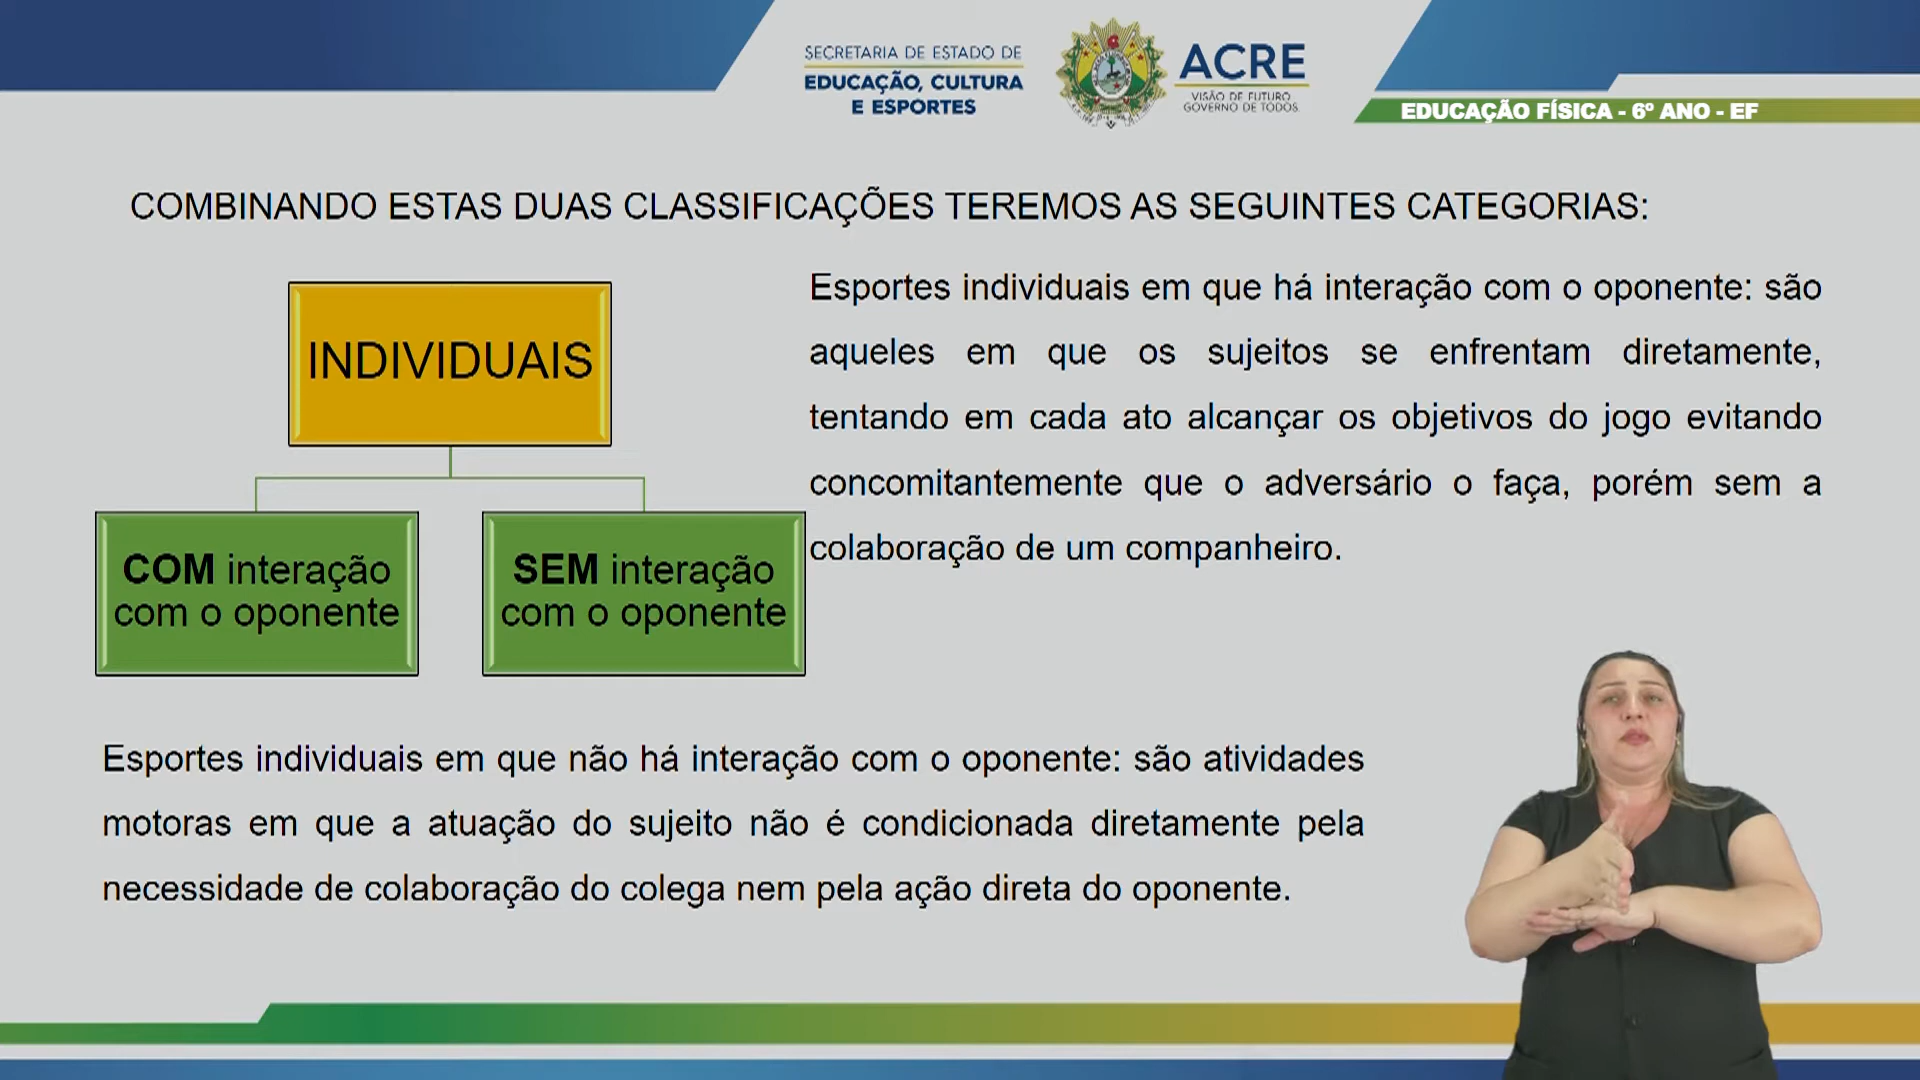 SECRETARIA DE ESTADO DE
EDUCAÇÃO, CULTURA
E ESPORTES
ACRE
VISÃO DE FUTURO
GOVERNO DE TODOS
EDUCAÇÃO FÍSICA - 6º ANO - EF
COMBINANDO ESTAS DUAS CLASSIFICAÇÕES TEREMOS AS SEGUINTES CATEGORIAS:
INDIVIDUAIS
COM interação
com o oponente
SEM interação
com o oponente
Esportes individuais em que há interação com o oponente: são
aqueles em que os sujeitos se enfrentam diretamente,
tentando em cada ato alcançar os objetivos do jogo evitando
concomitantemente que o adversário o faça, porém sem a
colaboração de um companheiro.
Esportes individuais em que não há interação com o oponente: são atividades
motoras em que a atuação do sujeito não é condicionada diretamente pela
necessidade de colaboração do colega nem pela ação direta do oponente.